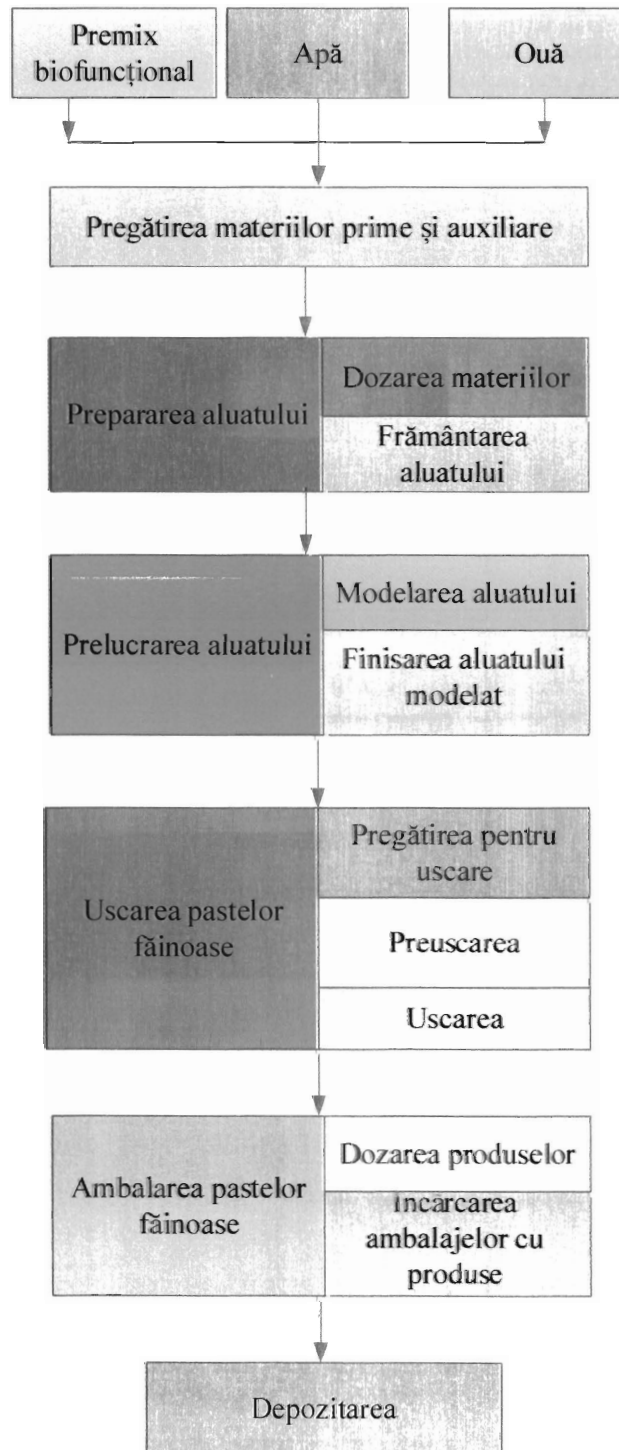 Premix
biofuncțional
Apă
Ouă
Pregătirea materiilor prime și auxiliare
Prepararea aluatului
Dozarea materiilor
Frământarea
aluatului
Prelucrarea aluatului
Modelarea aluatului
Finisarea aluatului
modelat
Uscarea pastelor
făinoase
Pregătirea pentru
uscare
Preuscarea
Uscarea
Ambalarea pastelor
făinoase
Dozarea produselor
Încărcarea
ambalajelor cu
produse
Depozitarea